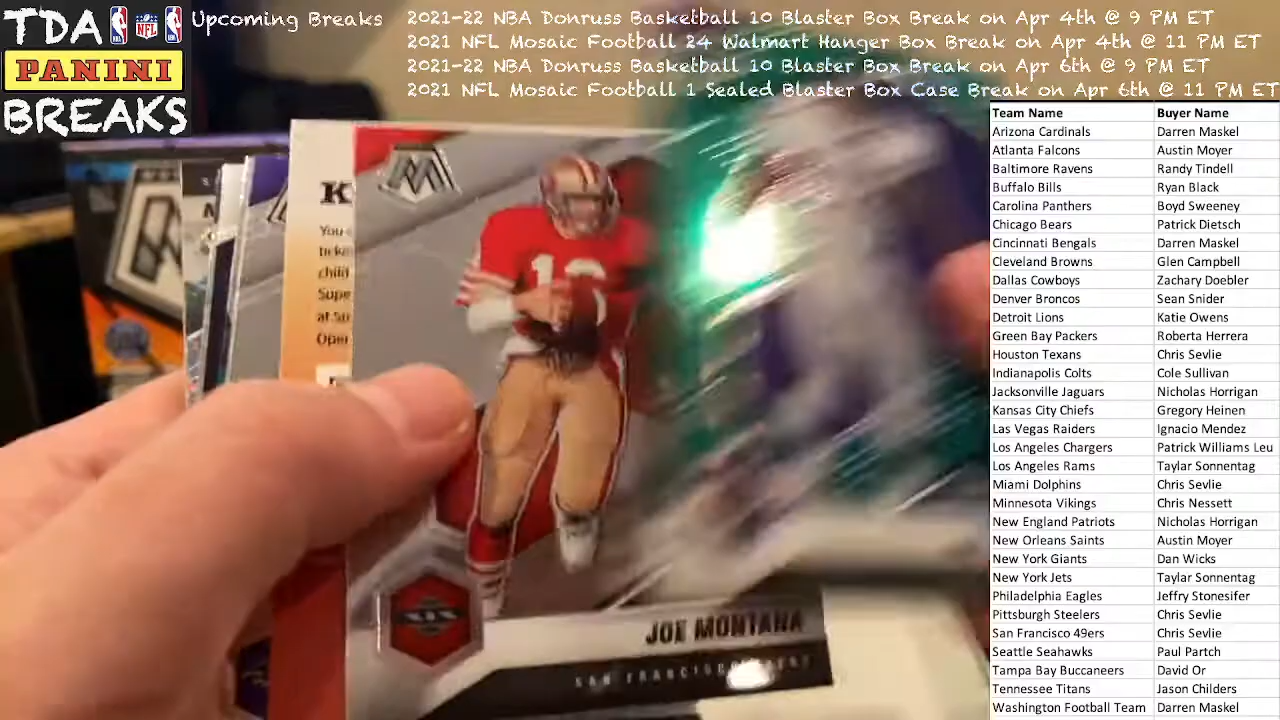 TDA
PANINI
BREAKS
NBA
NFL
NBA
Upcoming Breaks
2021-22 NBA Donruss Basketball 10 Blaster Box Break on Apr 4th @ 9 PM ET
2021 NFL Mosaic Football 24 Walmart Hanger Box Break on Apr 4th @ 11 PM ET
2021-22 NBA Donruss Basketball 10 Blaster Box Break on Apr 6th @ 9 PM ET
2021 NFL Mosaic Football 1 Sealed Blaster Box Case Break on Apr 6th @ 11 PM ET
Team Name Buyer Name
Arizona Cardinals Darren Maskel
Atlanta Falcons Austin Moyer
Baltimore Ravens Randy Tindell
Buffalo Bills Ryan Black
Carolina Panthers Boyd Sweeney
Chicago Bears Patrick Dietsch
Cincinnati Bengals Darren Maskel
Cleveland Browns Glen Campbell
Dallas Cowboys Zachary Doebler
Denver Broncos Sean Snider
Detroit Lions Katie Owens
Green Bay Packers Roberta Herrera
Houston Texans Chris Sevlie
Indianapolis Colts Cole Sullivan
Jacksonville Jaguars Nicholas Horrigan
Kansas City Chiefs Gregory Heinen
Las Vegas Raiders Ignacio Mendez
Los Angeles Chargers Patrick Williams Leu
Los Angeles Rams Taylar Sonnentag
Miami Dolphins Chris Sevlie
Minnesota Vikings Chris Nessett
New England Patriots Nicholas Horrigan
New Orleans Saints Austin Moyer
New York Giants Dan Wicks
New York Jets Taylar Sonnentag
Philadelphia Eagles Jeffry Stonesifer
Pittsburgh Steelers Chris Sevlie
San Francisco 49ers Chris Sevlie
Seattle Seahawks Paul Partch
Tampa Bay Buccaneers David Or
Tennessee Titans Jason Childers
Washington Football Team Darren Maskel
K
You
ticke
child
Supe
at So
Oper
M
JOE MONTANA
SAN FRANCISCO